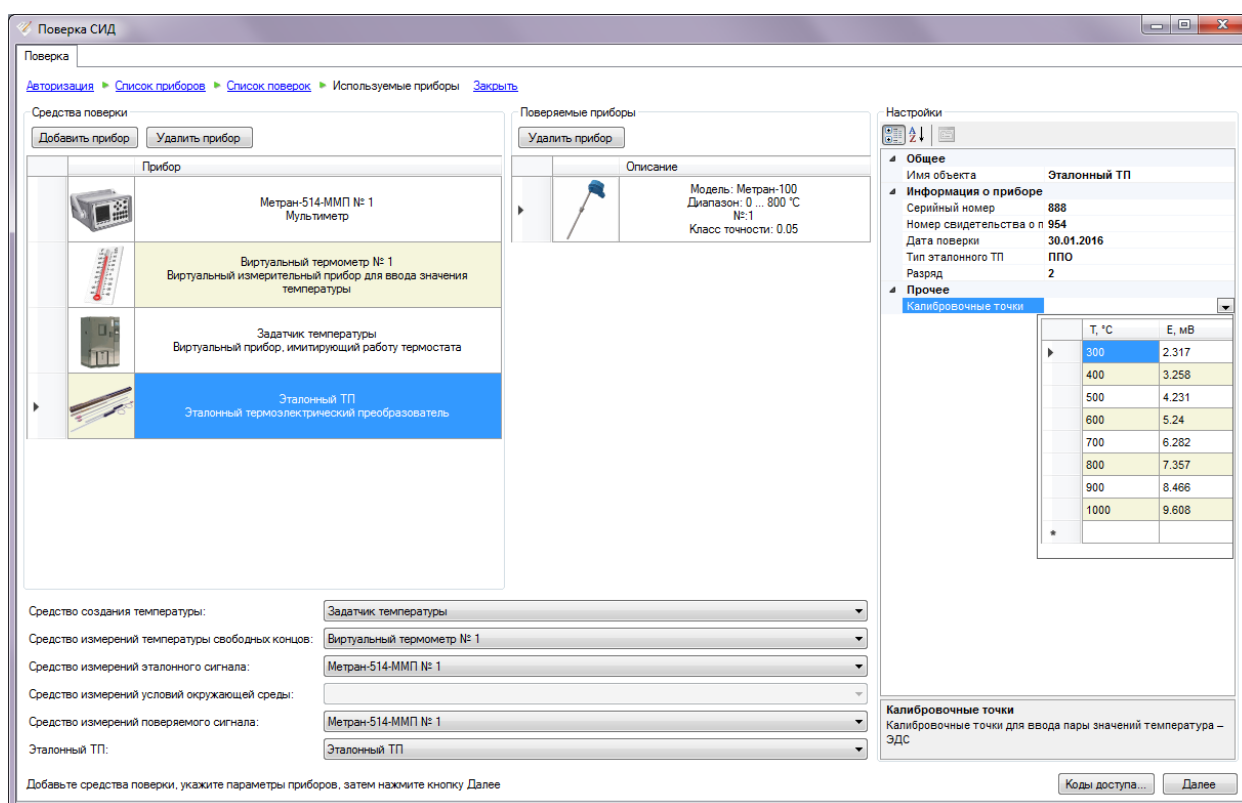 Поверка СИД
Поверка
Авторизация Список приборов Список поверок Используемые приборы Закрыть
Средства поверки
Добавить прибор Удалить прибор
Прибор
Метран-514-ММП № 1
Мультиметр
Виртуальный термометр № 1
Виртуальный измерительный прибор для ввода значения
температуры
Задатчик температуры
Виртуальный прибор, имитирующий работу термостата
Эталонный ТП
Эталонный термоэлектрический преобразователь
Поверяемые приборы
Удалить прибор
Описание
Модель: Метран-100
Диапазон: 0 ... 800 °C
№:1
Класс точности: 0.05
Настройки
Общее
Имя объекта Эталонный ТП
Информация о приборе
Серийный номер 888
Номер свидетельства о п 954
Дата поверки 30.01.2016
Тип эталонного ТП ППО
Разряд 2
Прочее
Калибровочные точки
T, °C E, мВ
300 2.317
400 3.258
500 4.231
600 5.24
700 6.282
800 7.357
900 8.466
1000 9.608
*
Средство создания температуры: Задатчик температуры
Средство измерений температуры свободных концов: Виртуальный термометр № 1
Средство измерений эталонного сигнала: Метран-514-ММП № 1
Средство измерений условий окружающей среды:
Средство измерений поверяемого сигнала: Метран-514-ММП № 1
Эталонный ТП: Эталонный ТП
Калибровочные точки
Калибровочные точки для ввода пары значений температура –
ЭДС
Добавьте средства поверки, укажите параметры приборов, затем нажмите кнопку Далее
Коды доступа... Далее